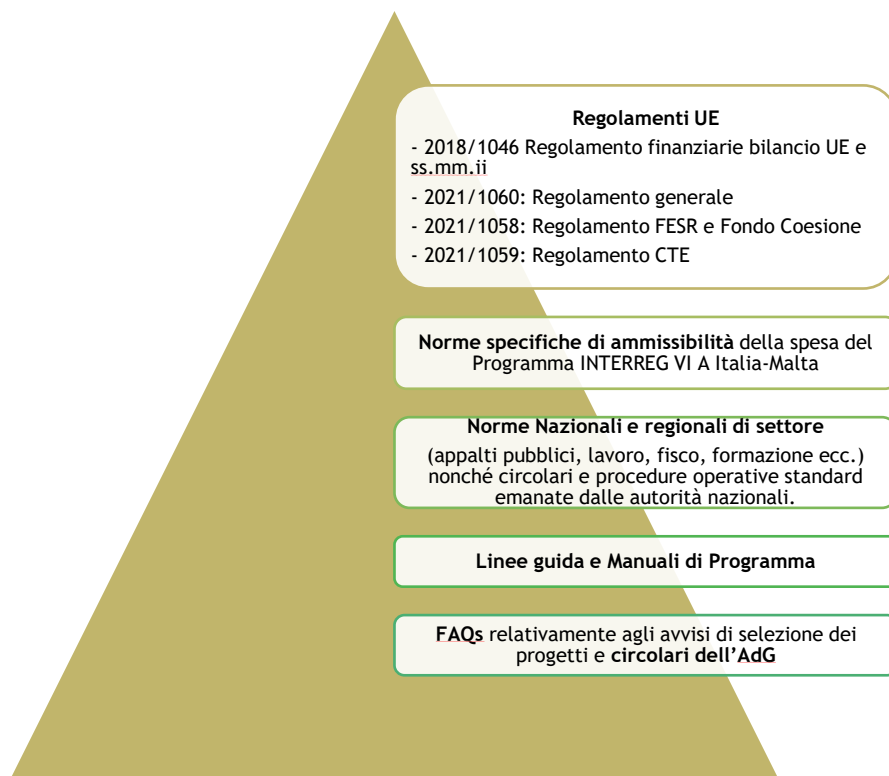 Regolamenti UE
- 2018/1046 Regolamento finanziarie bilancio UE e
ss.mm.ii
- 2021/1060: Regolamento generale
- 2021/1058: Regolamento FESR e Fondo Coesione
- 2021/1059: Regolamento CTE
Norme specifiche di ammissibilità della spesa del
Programma INTERREG VI A Italia-Malta
Norme Nazionali e regionali di settore
(appalti pubblici, lavoro, fisco, formazione ecc.)
nonché circolari e procedure operative standard
emanate dalle autorità nazionali.
Linee guida e Manuali di Programma
FAQs relativamente agli avvisi di selezione dei
progetti e circolari dell’AdG